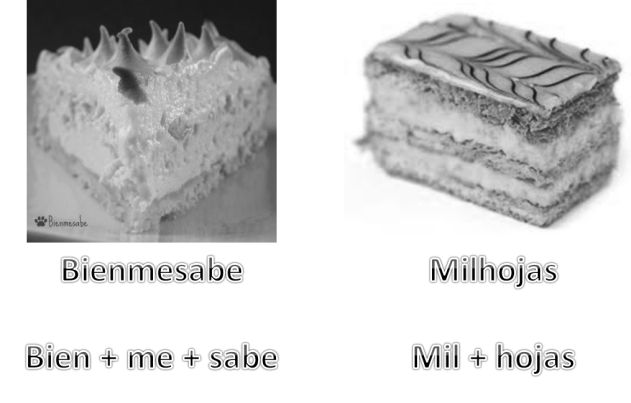 Bienmesabe
Bienmesabe
Milhojas
Bien + me + sabe
Mil + hojas